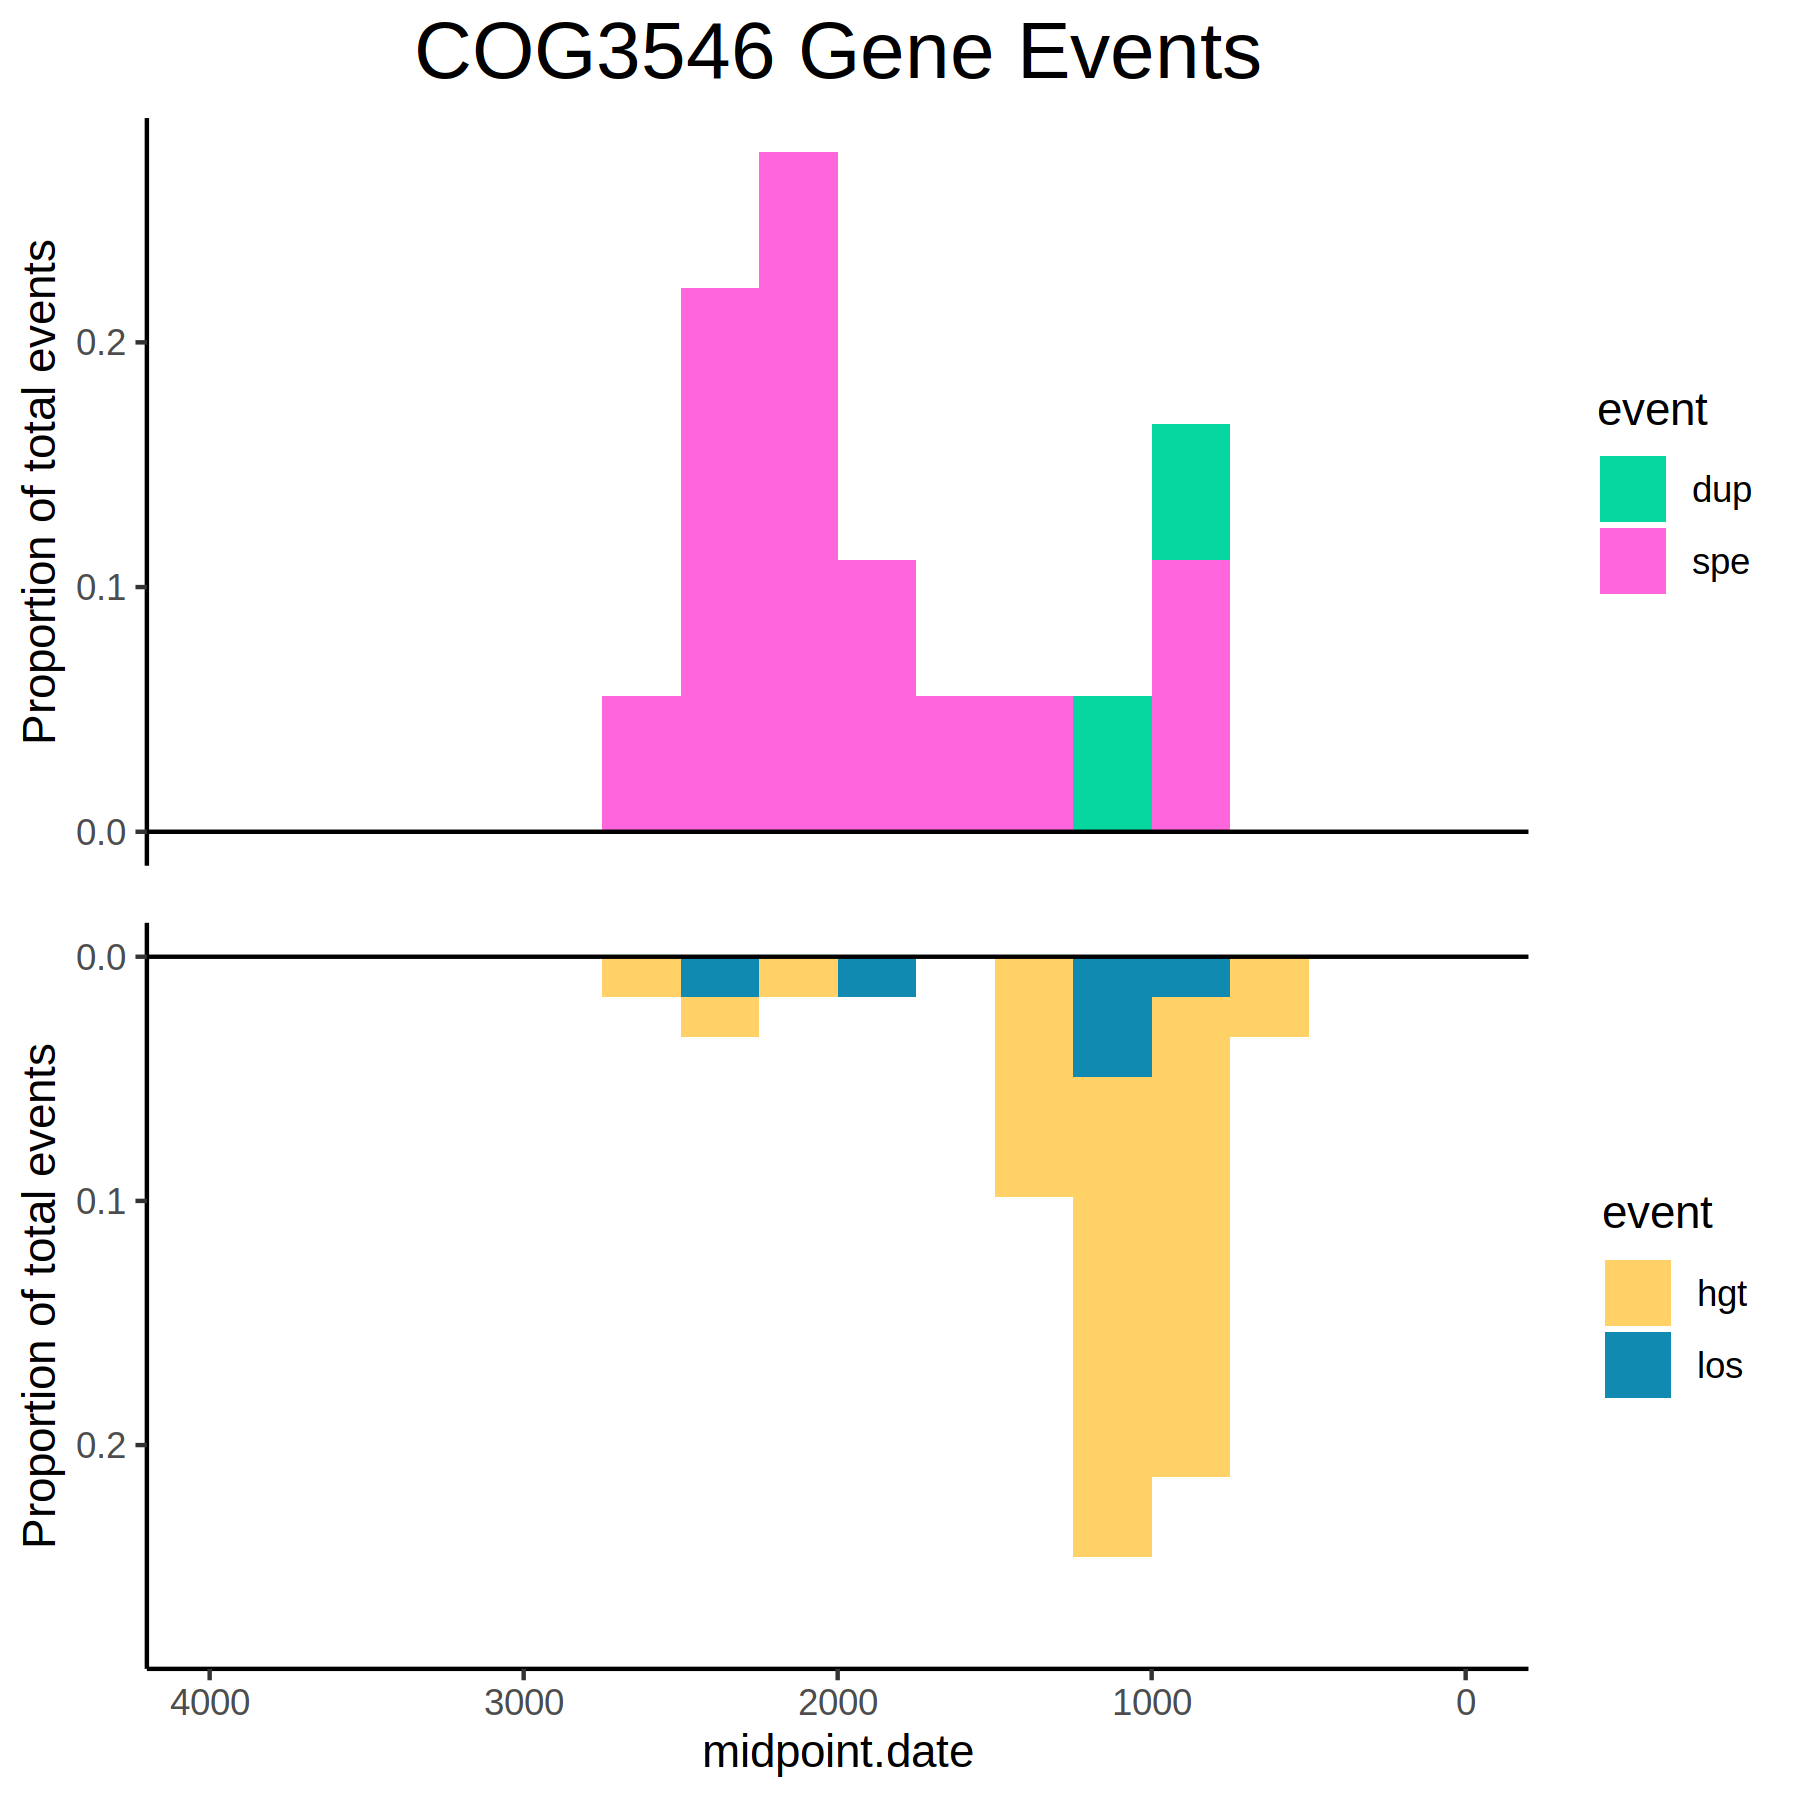 COG3546 Gene Events
Proportion of total events
0.2
0.1
0.0
event
dup
spe
Proportion of total events
0.0
0.1
0.2
event
hgt
los
4000 3000 2000 1000 0
midpoint.date